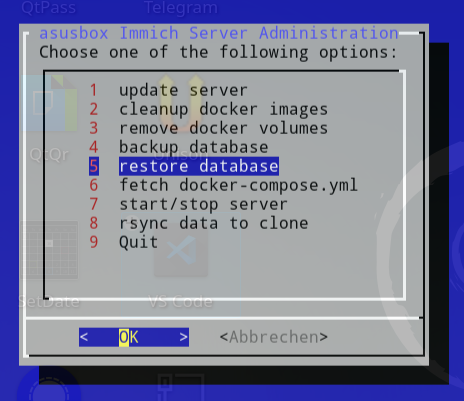 QtPass Telegram
asusbox Immich Server Administration
Choose one of the following options:
1 update server
2 cleanup docker images
3 remove docker volumes
4 backup database
5 restore database
6 fetch docker-compose.yml
7 start/stop server
8 rsync data to clone
9 Quit
QtQr
SetDate VS Code
< OK > <Abbrechen>